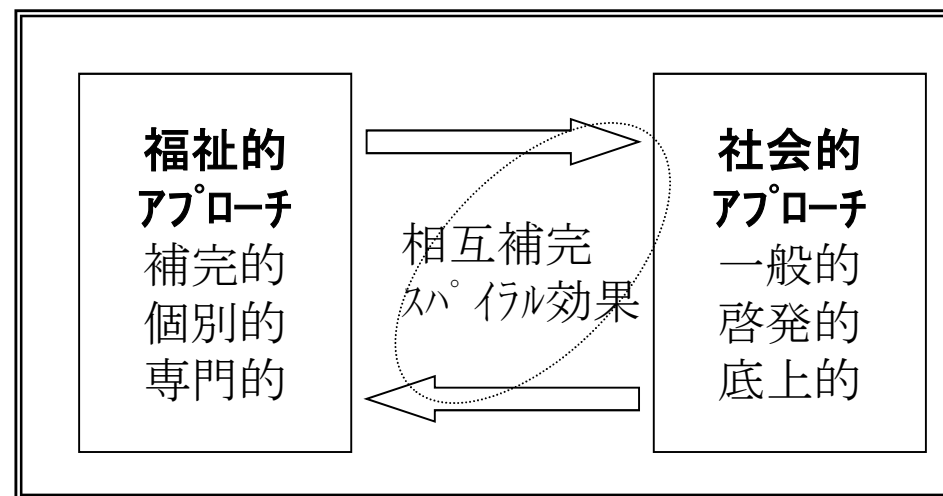 福祉的
アプローチ
補完的
個別的
専門的
相互補完
スパイラル効果
社会的
アプローチ
一般的
啓発的
底上的